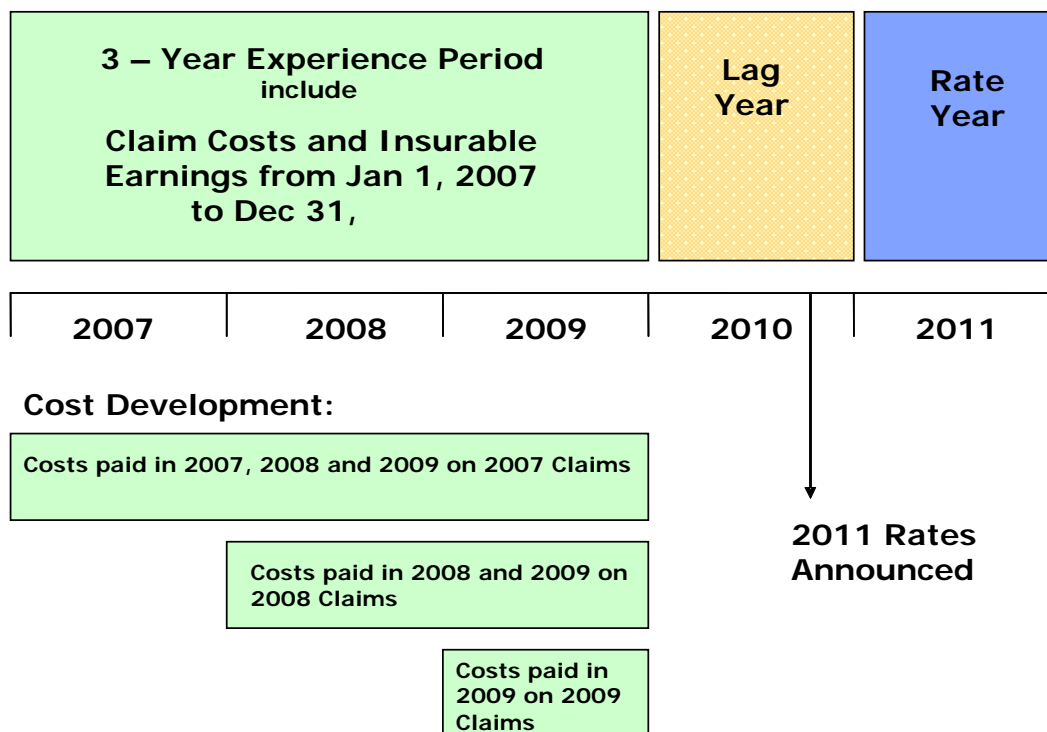 3 – Year Experience Period
include
Claim Costs and Insurable
Earnings from Jan 1, 2007
to Dec 31,
Lag
Year
Rate
Year
2007
2008
2009
2010
2011
Cost Development:
Costs paid in 2007, 2008 and 2009 on 2007 Claims
Costs paid in 2008 and 2009 on
2008 Claims
Costs paid in
2009 on 2009
Claims
2011 Rates
Announced